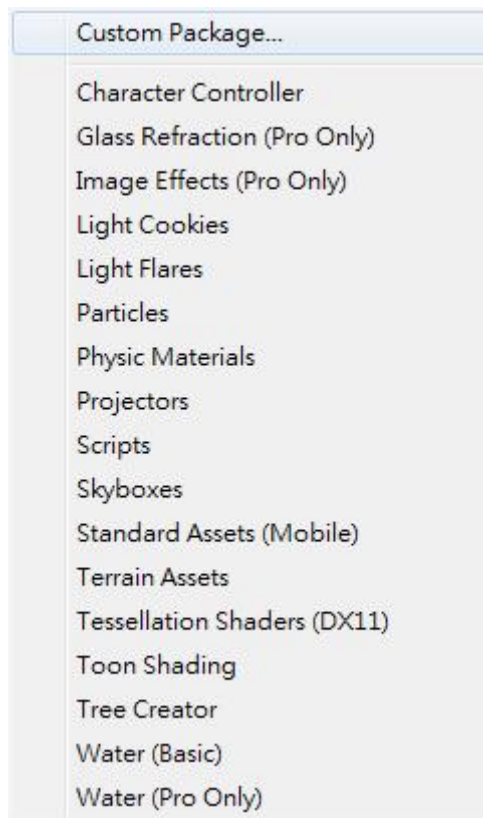 Custom Package...
Character Controller
Glass Refraction (Pro Only)
Image Effects (Pro Only)
Light Cookies
Light Flares
Particles
Physic Materials
Projectors
Scripts
Skyboxes
Standard Assets (Mobile)
Terrain Assets
Tessellation Shaders (DX11)
Toon Shading
Tree Creator
Water (Basic)
Water (Pro Only)